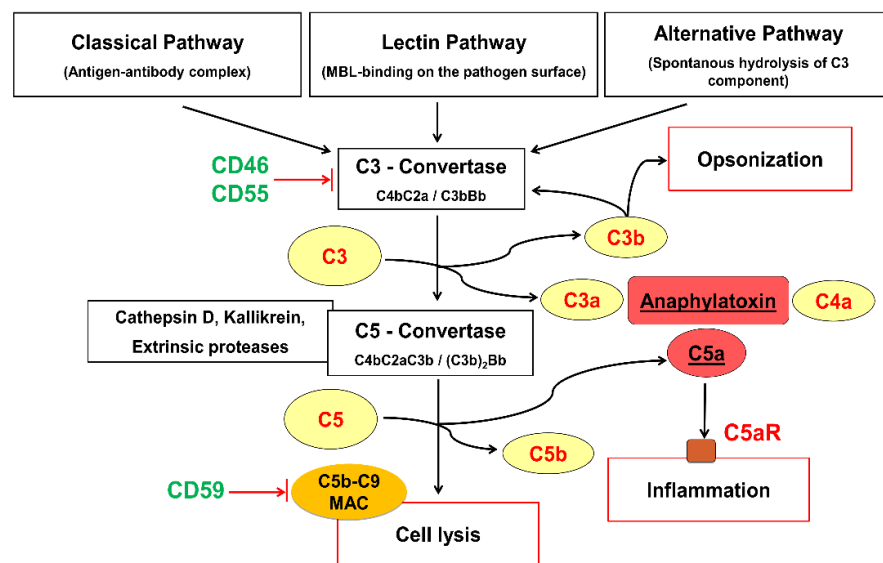 Classical Pathway
(Antigen-antibody complex)
Lectin Pathway
(MBL-binding on the pathogen surface)
Alternative Pathway
(Spontanous hydrolysis of C3
component)
CD46
CD55
C3 - Convertase
C4bC2a / C3bBb
Opsonization
C3b
C3
C3a
Anaphylatoxin
C4a
Cathepsin D, Kallikrein,
Extrinsic proteases
C5 - Convertase
C4bC2aC3b / (C3b)₂Bb
C5a
C5
C5b
C5aR
CD59
C5b-C9
MAC
Cell lysis
Inflammation